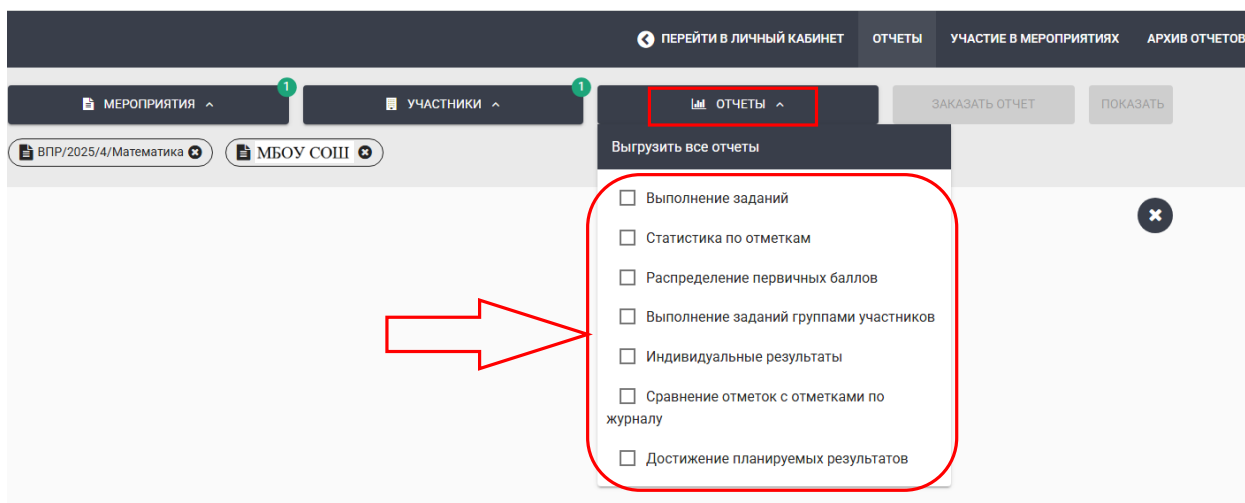 ПЕРЕЙТИ В ЛИЧНЫЙ КАБИНЕТ ОТЧЕТЫ УЧАСТИЕ В МЕРОПРИЯТИЯХ АРХИВ ОТЧЕТОВ
МЕРОПРИЯТИЯ 1 УЧАСТНИКИ 1 ОТЧЕТЫ ЗАКАЗАТЬ ОТЧЕТ ПОКАЗАТЬ
ВПР/2025/4/Математика МБОУ СОШ
Выгрузить все отчеты
Выполнение заданий
Статистика по отметкам
Распределение первичных баллов
Выполнение заданий группами участников
Индивидуальные результаты
Сравнение отметок с отметками по
журналу
Достижение планируемых результатов